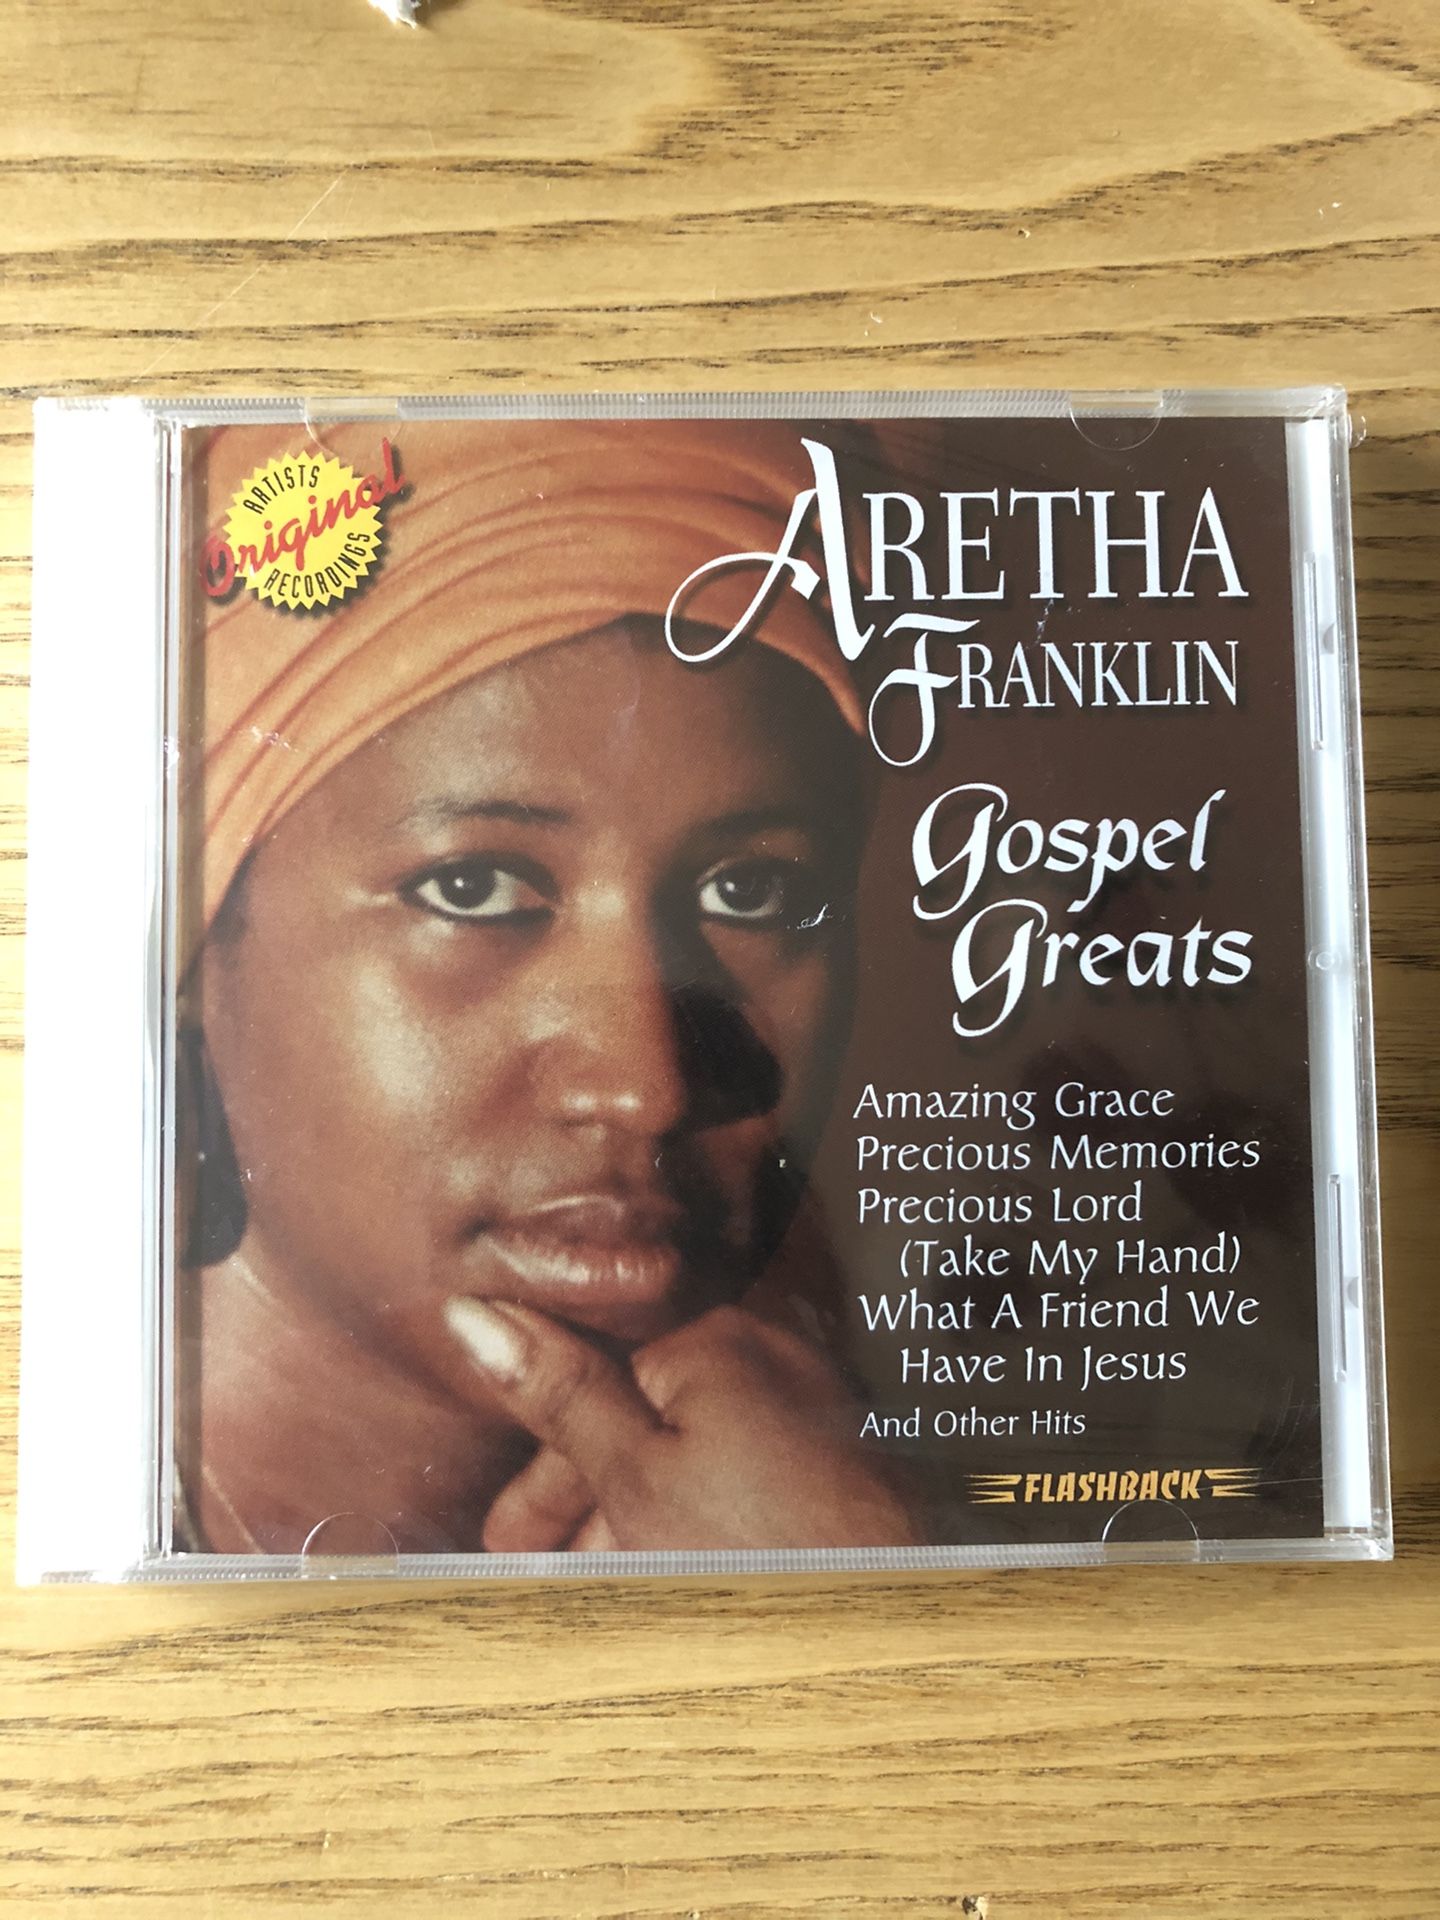 ARTISTS
Original
RECORDINGS
ARETHA
FRANKLIN
Gospel
Greats
Amazing Grace
Precious Memories
Precious Lord
(Take My Hand)
What A Friend We
Have In Jesus
And Other Hits
FLASHBACK